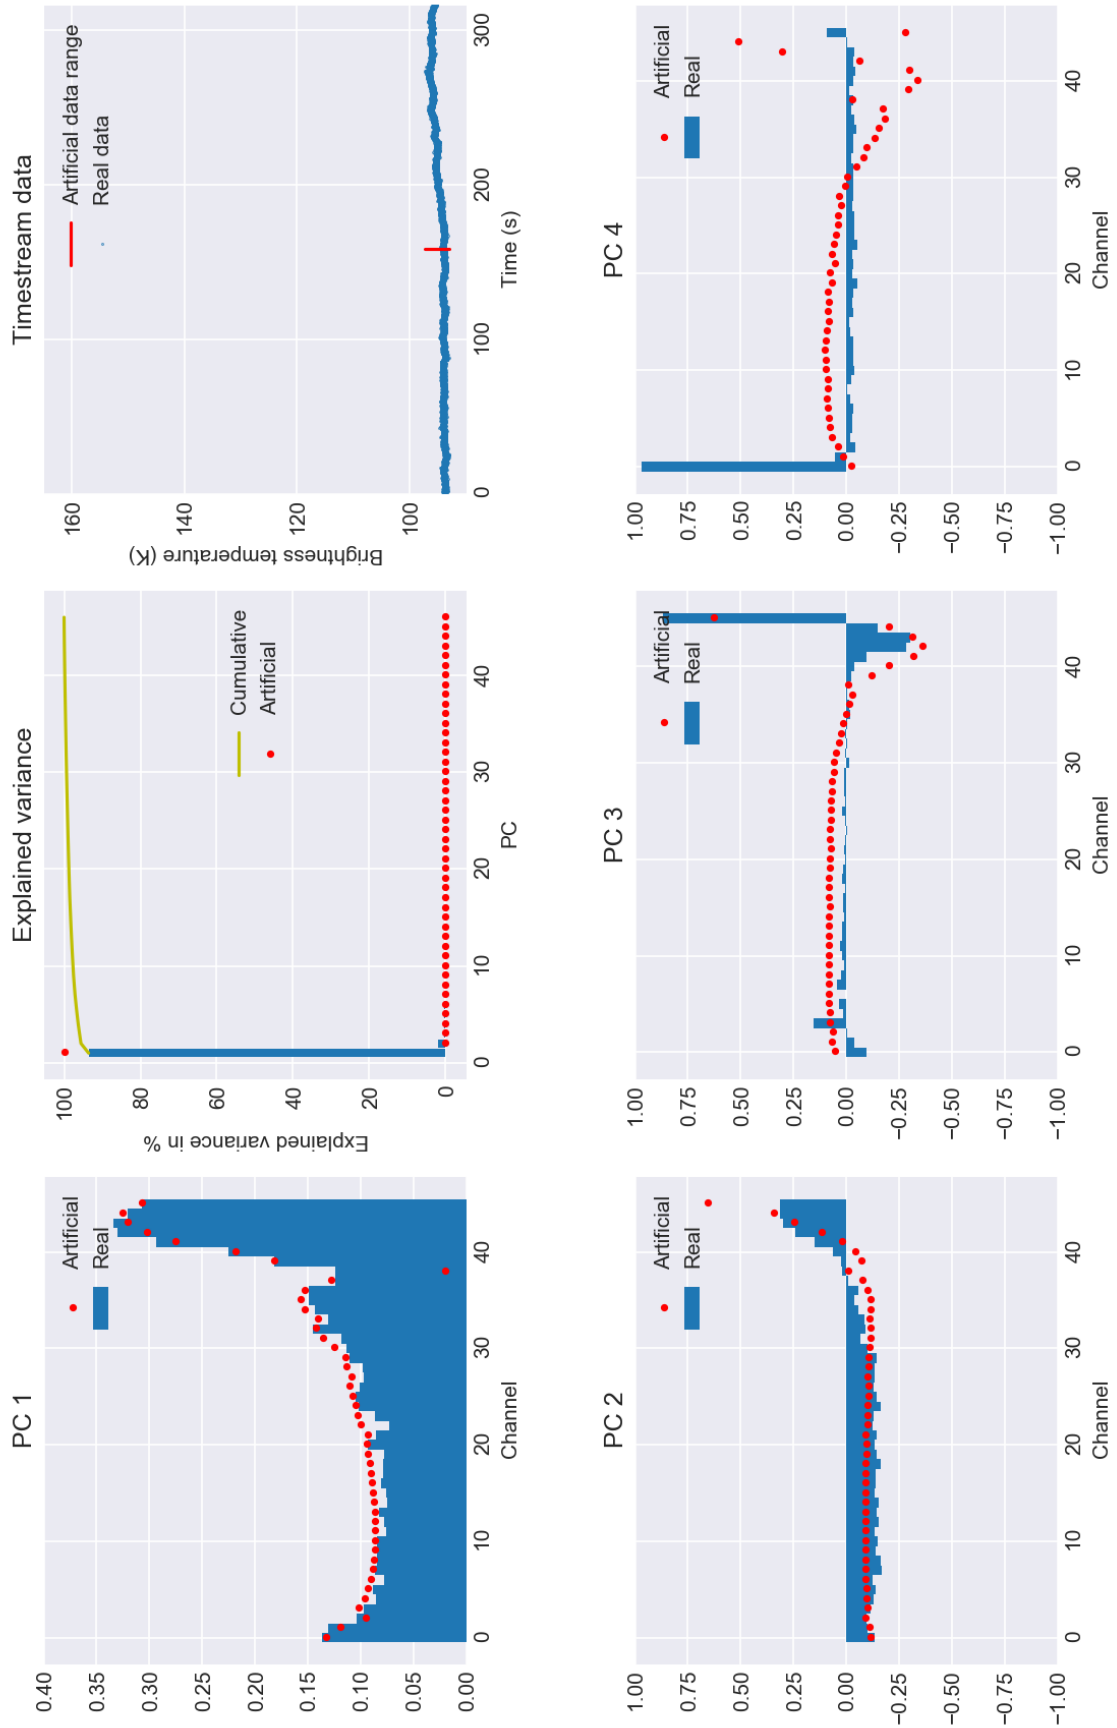 PC 1
0.40
0.35
0.30
0.25
0.20
0.15
0.10
0.05
0.00
0 10 20 30 40
Channel
Artificial
Real
Explained variance
Explained variance in %
100
80
60
40
20
0
0 10 20 30 40
PC
Cumulative
Artificial
Timestream data
Brightness temperature (K)
160
140
120
100
0 100 200 300
Time (s)
Artificial data range
Real data
PC 2
1.00
0.75
0.50
0.25
0.00
−0.25
−0.50
−0.75
−1.00
0 10 20 30 40
Channel
Artificial
Real
PC 3
1.00
0.75
0.50
0.25
0.00
−0.25
−0.50
−0.75
−1.00
0 10 20 30 40
Channel
Artificial
Real
PC 4
1.00
0.75
0.50
0.25
0.00
−0.25
−0.50
−0.75
−1.00
0 10 20 30 40
Channel
Artificial
Real